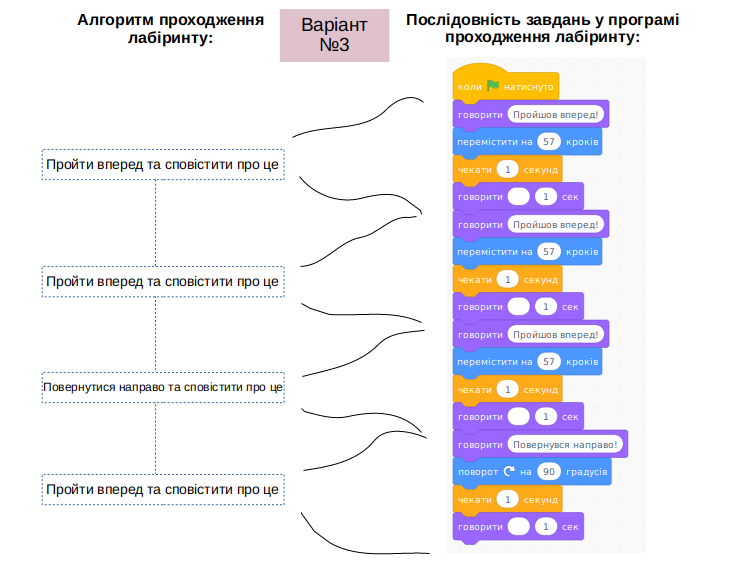 Алгоритм проходження
лабіринту:
Варіант
№3
Послідовність завдань у програмі
проходження лабіринту:
Пройти вперед та сповістити про це
Пройти вперед та сповістити про це
Повернутися направо та сповістити про це
Пройти вперед та сповістити про це
коли натиснуто
говорити Пройшов вперед!
перемістити на 57 кроків
чекати 1 секунд
говорити 1 сек
говорити Пройшов вперед!
перемістити на 57 кроків
чекати 1 секунд
говорити 1 сек
говорити Пройшов вперед!
перемістити на 57 кроків
чекати 1 секунд
говорити 1 сек
говорити Повернувся направо!
поворот на 90 градусів
чекати 1 секунд
говорити 1 сек